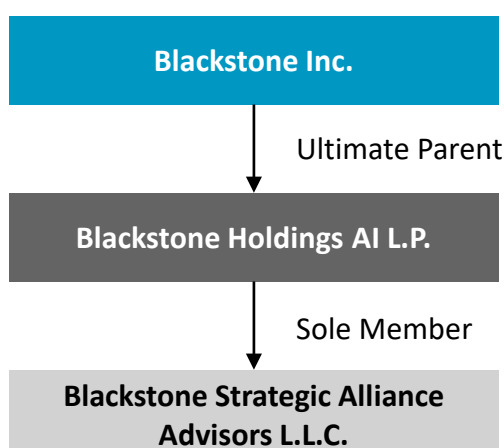 Blackstone Inc.
Ultimate Parent
Blackstone Holdings AI L.P.
Sole Member
Blackstone Strategic Alliance
Advisors L.L.C.